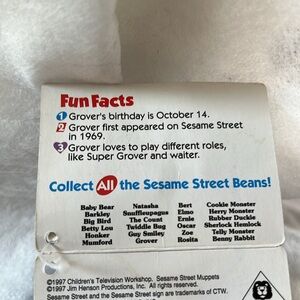 Fun Facts
1 Grover's birthday is October 14.
2 Grover first appeared on Sesame Street
in 1969.
3 Grover loves to play different roles,
like Super Grover and waiter.
Collect All the Sesame Street Beans!
Baby Bear Natasha Bert Cookie Monster
Barkley Snuffleupagus Elmo Herry Monster
Big Bird The Count Ernie Rubber Duckie
Betty Lou Twiddle Bug Oscar Sherlock Hemlock
Honker Guy Smiley Zoe Telly Monster
Mumford Grover Rosita Benny Rabbit
©1997 Children's Television Workshop. Sesame Street Muppets
©1997 Jim Henson Productions, Inc. All rights reserved.
Sesame Street and the Sesame Street sign are trademarks of CTW.